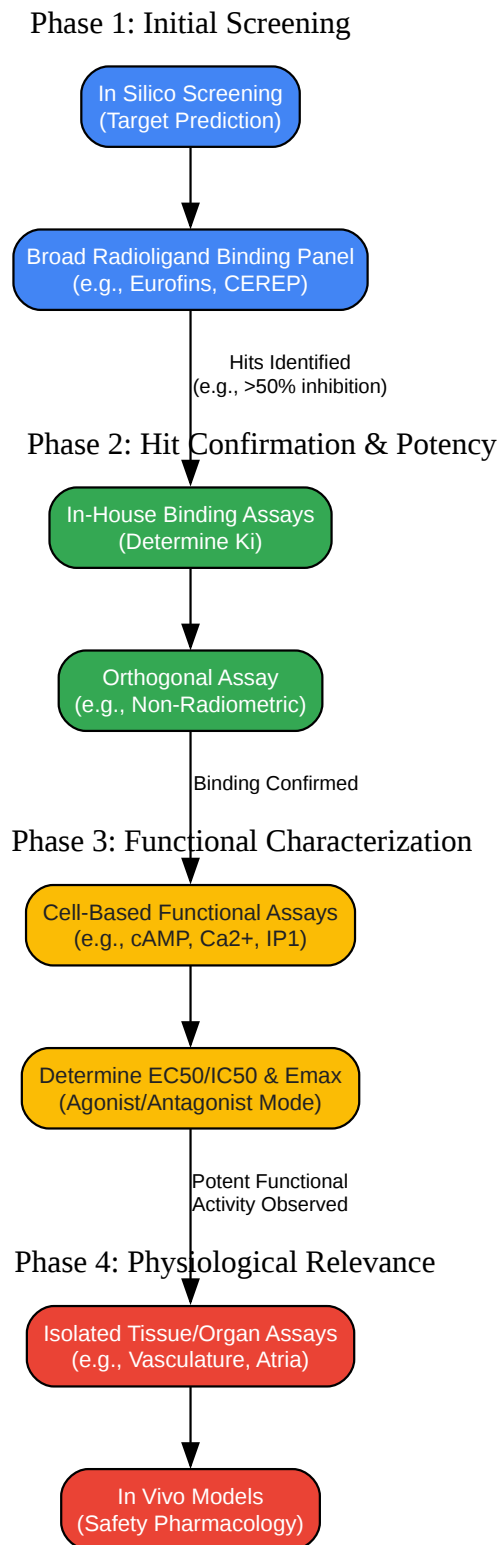 Phase 1: Initial Screening
In Silico Screening
(Target Prediction)
Broad Radioligand Binding Panel
(e.g., Eurofins, CEREP)
Hits Identified
(e.g., >50% inhibition)
Phase 2: Hit Confirmation & Potency
In-House Binding Assays
(Determine Ki)
Orthogonal Assay
(e.g., Non-Radiometric)
Binding Confirmed
Phase 3: Functional Characterization
Cell-Based Functional Assays
(e.g., cAMP, Ca2+, IP1)
Determine EC50/IC50 & Emax
(Agonist/Antagonist Mode)
Potent Functional
Activity Observed
Phase 4: Physiological Relevance
Isolated Tissue/Organ Assays
(e.g., Vasculature, Atria)
In Vivo Models
(Safety Pharmacology)